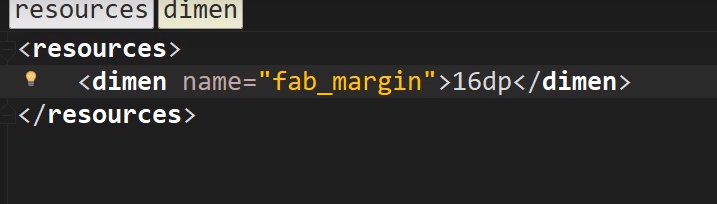 resources dimen
<resources>
<dimen name="fab_margin">16dp</dimen>
</resources>